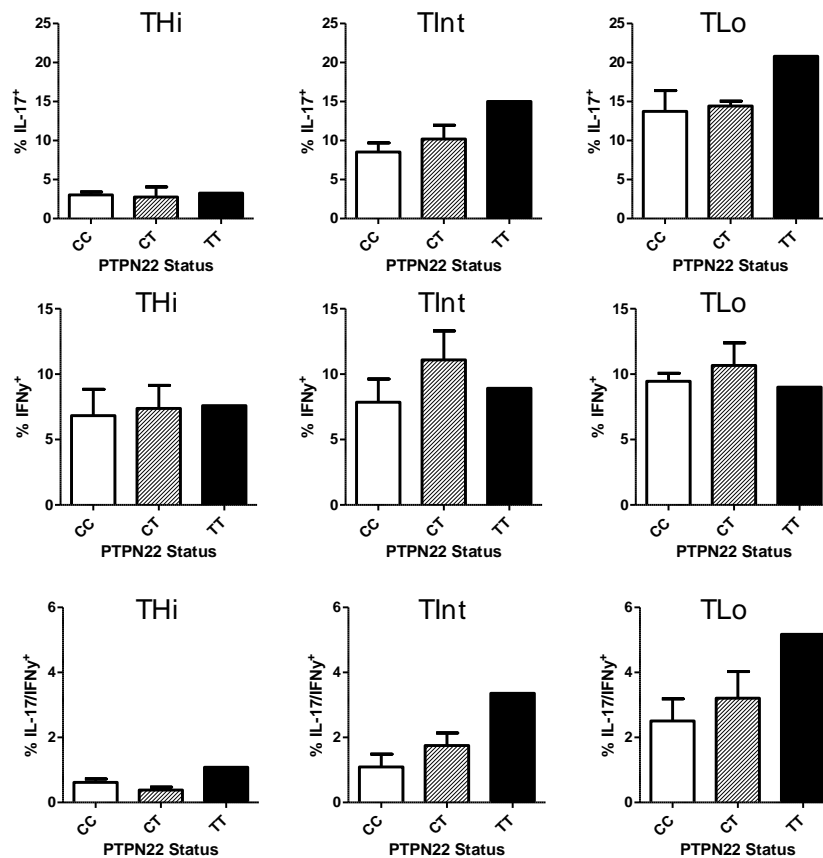 THi
TInt
TLo
25
20
15
10
5
0
% IL-17+
CC
CT
TT
PTPN22 Status
25
20
15
10
5
0
% IL-17+
CC
CT
TT
PTPN22 Status
25
20
15
10
5
0
% IL-17+
CC
CT
TT
PTPN22 Status
THi
TInt
TLo
15
10
5
0
% IFNy+
CC
CT
TT
PTPN22 Status
15
10
5
0
% IFNy+
CC
CT
TT
PTPN22 Status
15
10
5
0
% IFNy+
CC
CT
TT
PTPN22 Status
THi
TInt
TLo
6
4
2
0
% IL-17/IFNy+
CC
CT
TT
PTPN22 Status
6
4
2
0
% IL-17/IFNy+
CC
CT
TT
PTPN22 Status
6
4
2
0
% IL-17/IFNy+
CC
CT
TT
PTPN22 Status